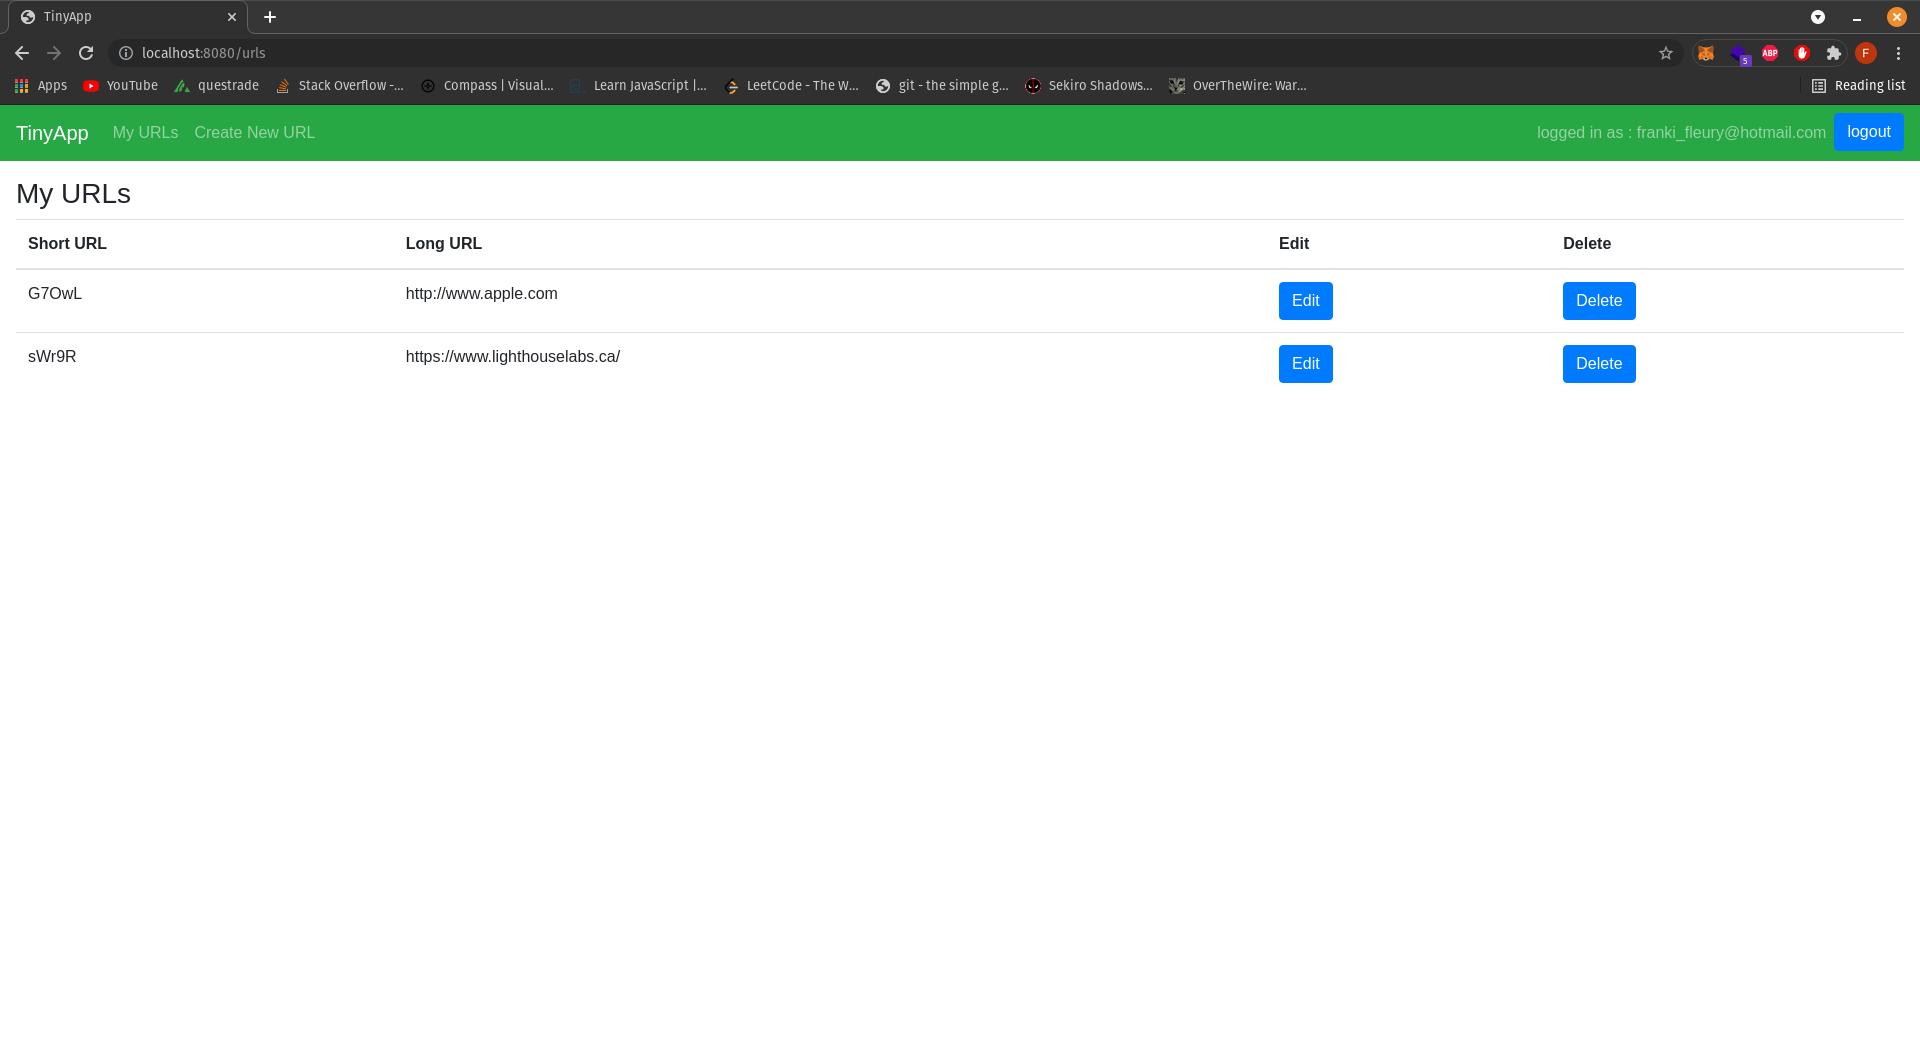 TinyApp
localhost:8080/urls
5 ABP F
Apps YouTube questrade Stack Overflow -... Compass | Visual... Learn JavaScript |... LeetCode - The W... git - the simple g... Sekiro Shadows... OverTheWire: War... Reading list
TinyApp My URLs Create New URL logged in as : franki_fleury@hotmail.com logout
My URLs
Short URL Long URL Edit Delete
G7OwL http://www.apple.com Edit Delete
sWr9R https://www.lighthouselabs.ca/ Edit Delete